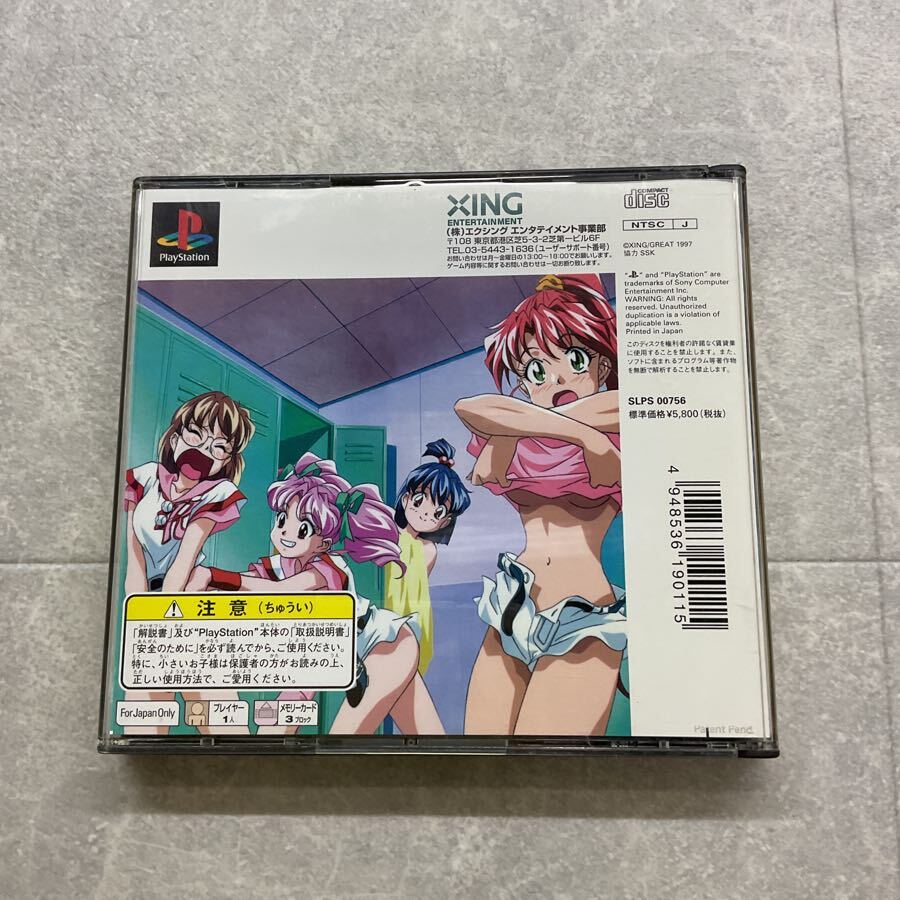 PlayStation
XING
ENTERTAINMENT
(株)エクシング エンタテイメント事業部
〒108 東京都港区芝5-3-2芝第一ビル6F
TEL.03-5443-1636(ユーザーサポート番号)
お問い合わせは月〜金曜日の13:00〜18:00でお願いします。
ゲーム内容等に関するお問い合わせは一切お断り致します。
COMPACT
disc
NTSC J
©XING/GREAT 1997
協力 SSK
"PS" and "PlayStation" are
trademarks of Sony Computer
Entertainment Inc.
WARNING: All rights
reserved. Unauthorized
duplication is a violation of
applicable laws.
Printed in Japan
このディスクを権利者の許諾なく賃貸業
に使用することを禁止します。また、
ソフトに含まれるプログラム等著作物
を無断で解析することを禁止します。
SLPS 00756
標準価格¥5,800(税抜)
4 948536 190115
注意(ちゅうい)
「解説書」及び"PlayStation"本体の「取扱説明書」
「安全のために」を必ず読んでから、ご使用ください。
特に、小さいお子様は保護者の方がお読みの上、
正しい使用方法で、ご愛用ください。
For Japan Only
プレイヤー
1人
メモリーカード
3ブロック
Patent Pend.